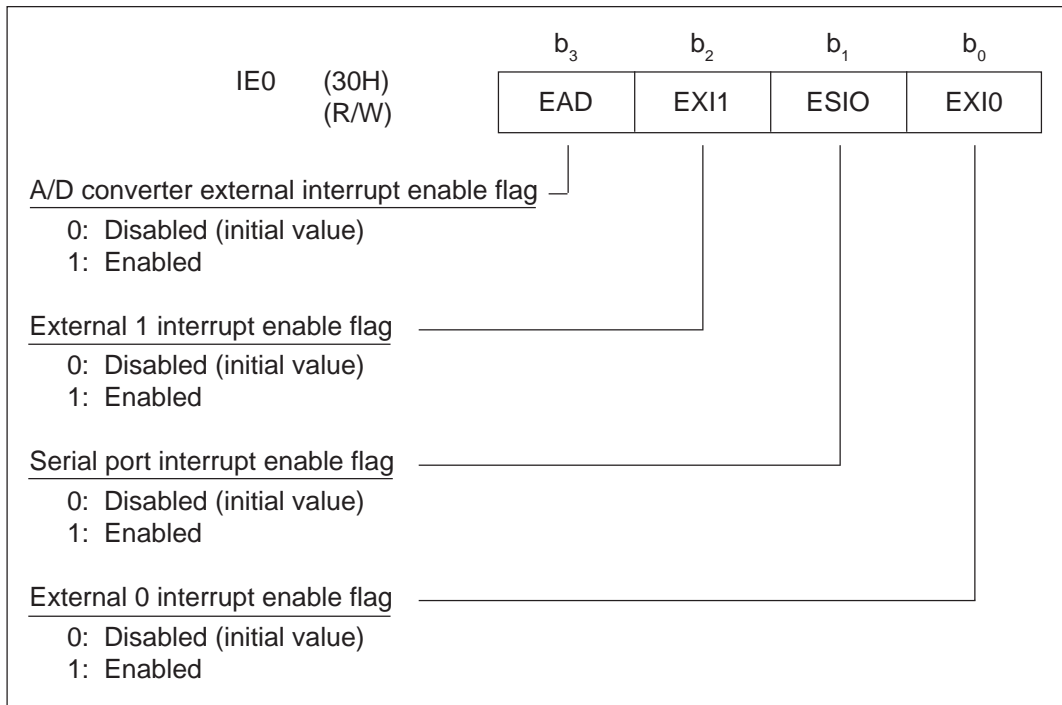 b3 b2 b1 b0
IE0 (30H) EAD EXI1 ESIO EXI0
(R/W)
A/D converter external interrupt enable flag
0: Disabled (initial value)
1: Enabled
External 1 interrupt enable flag
0: Disabled (initial value)
1: Enabled
Serial port interrupt enable flag
0: Disabled (initial value)
1: Enabled
External 0 interrupt enable flag
0: Disabled (initial value)
1: Enabled